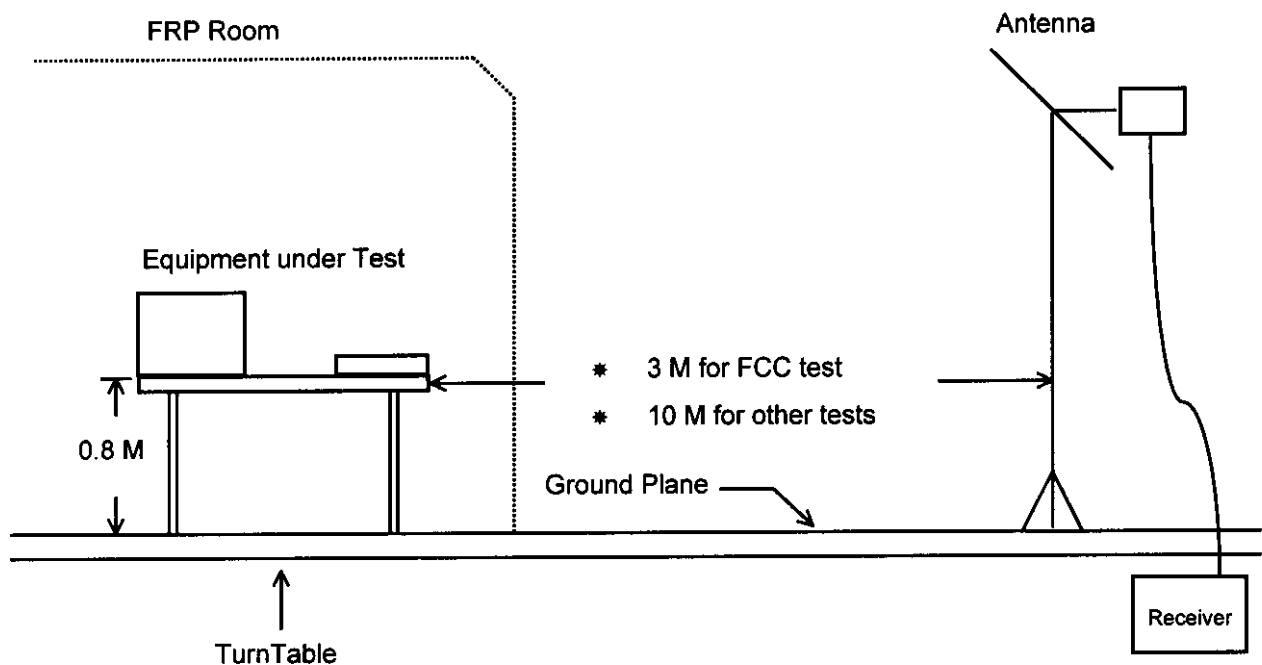 FRP Room
Antenna
Equipment under Test
* 3 M for FCC test
* 10 M for other tests
0.8 M
Ground Plane
Receiver
TurnTable